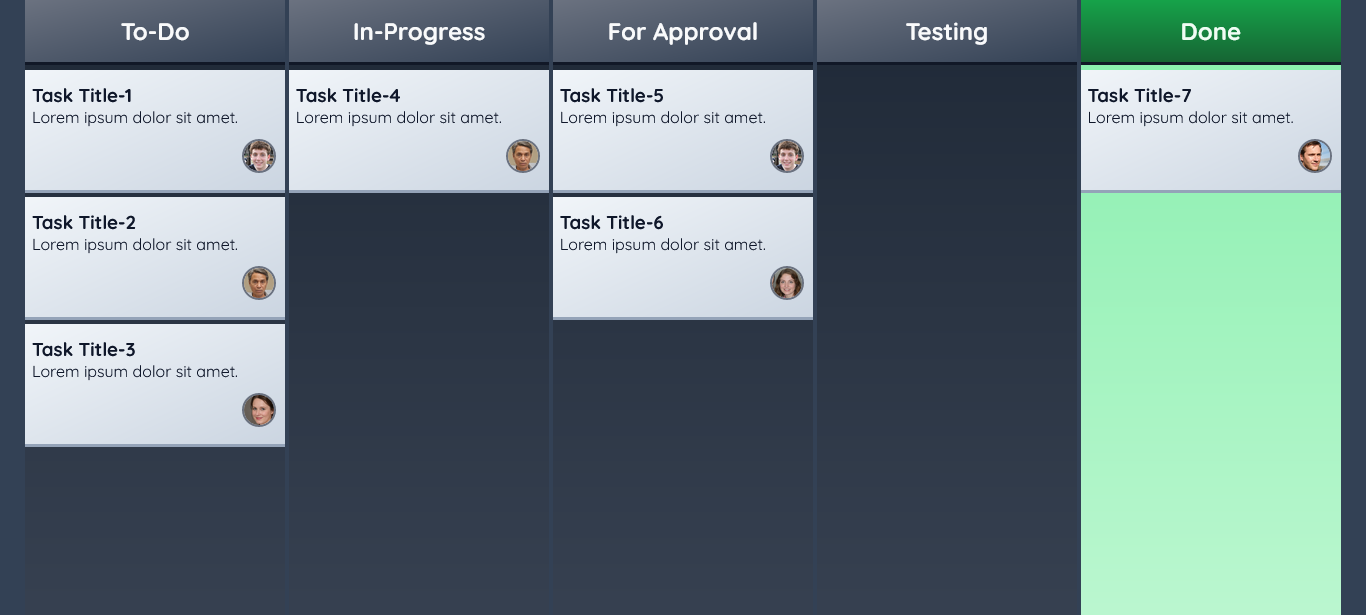 To-Do
Task Title-1
Lorem ipsum dolor sit amet.
Task Title-2
Lorem ipsum dolor sit amet.
Task Title-3
Lorem ipsum dolor sit amet.
In-Progress
Task Title-4
Lorem ipsum dolor sit amet.
For Approval
Task Title-5
Lorem ipsum dolor sit amet.
Task Title-6
Lorem ipsum dolor sit amet.
Testing
Done
Task Title-7
Lorem ipsum dolor sit amet.